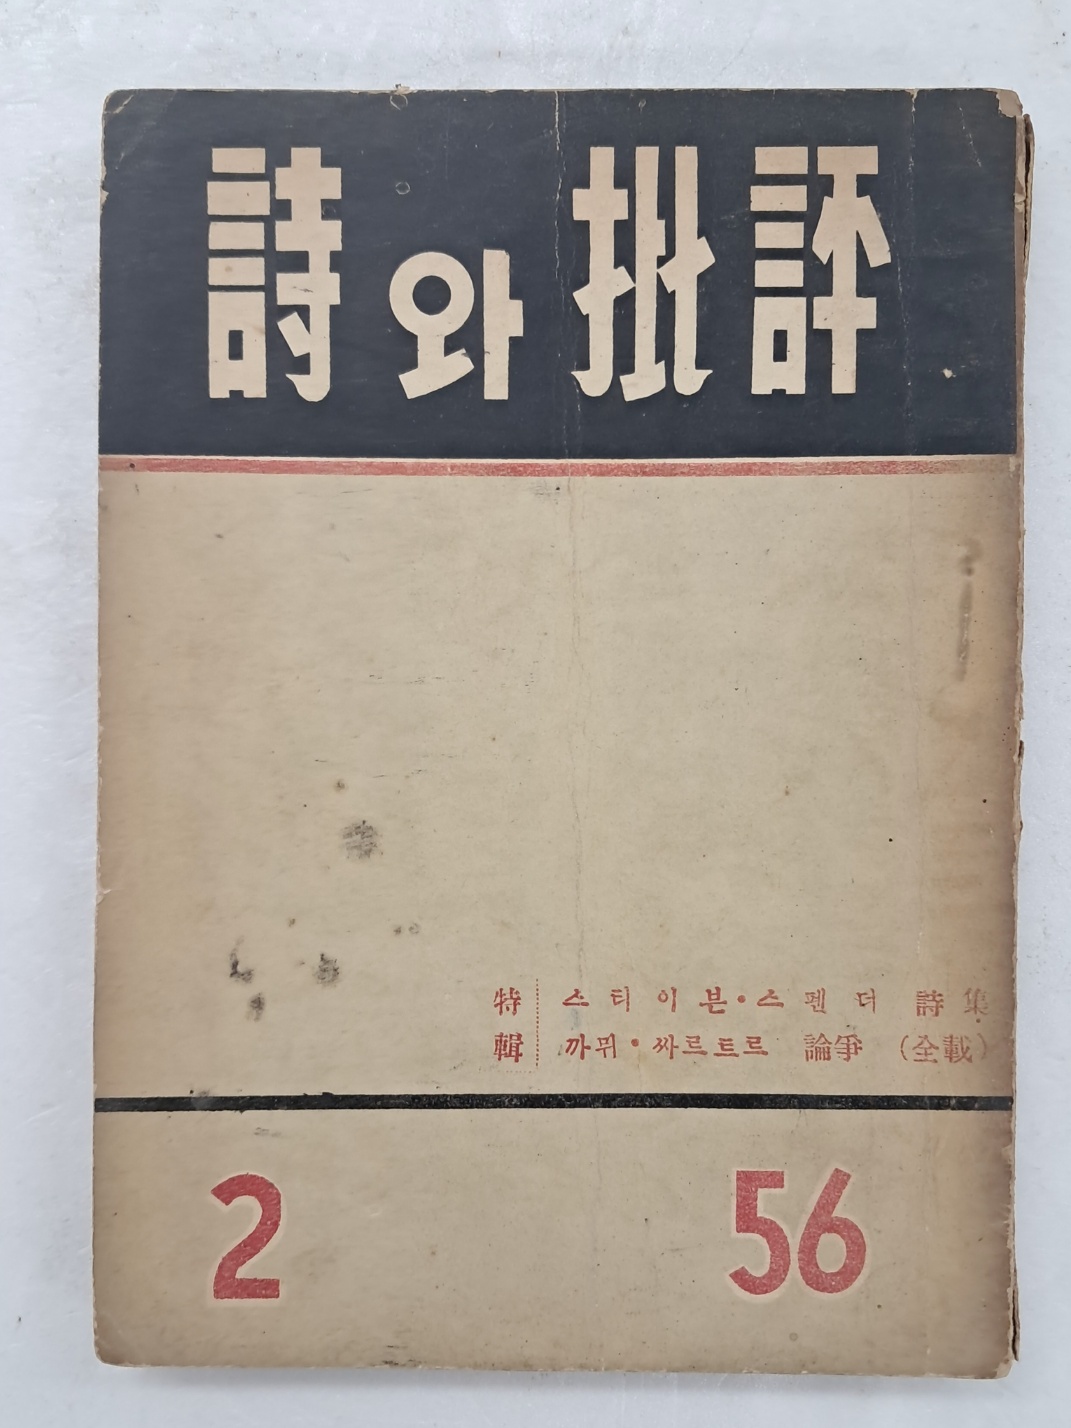 詩와批評
特輯 스티이븐·스펜더 詩集
까뮈·싸르트르 論爭 (全載)
2 56